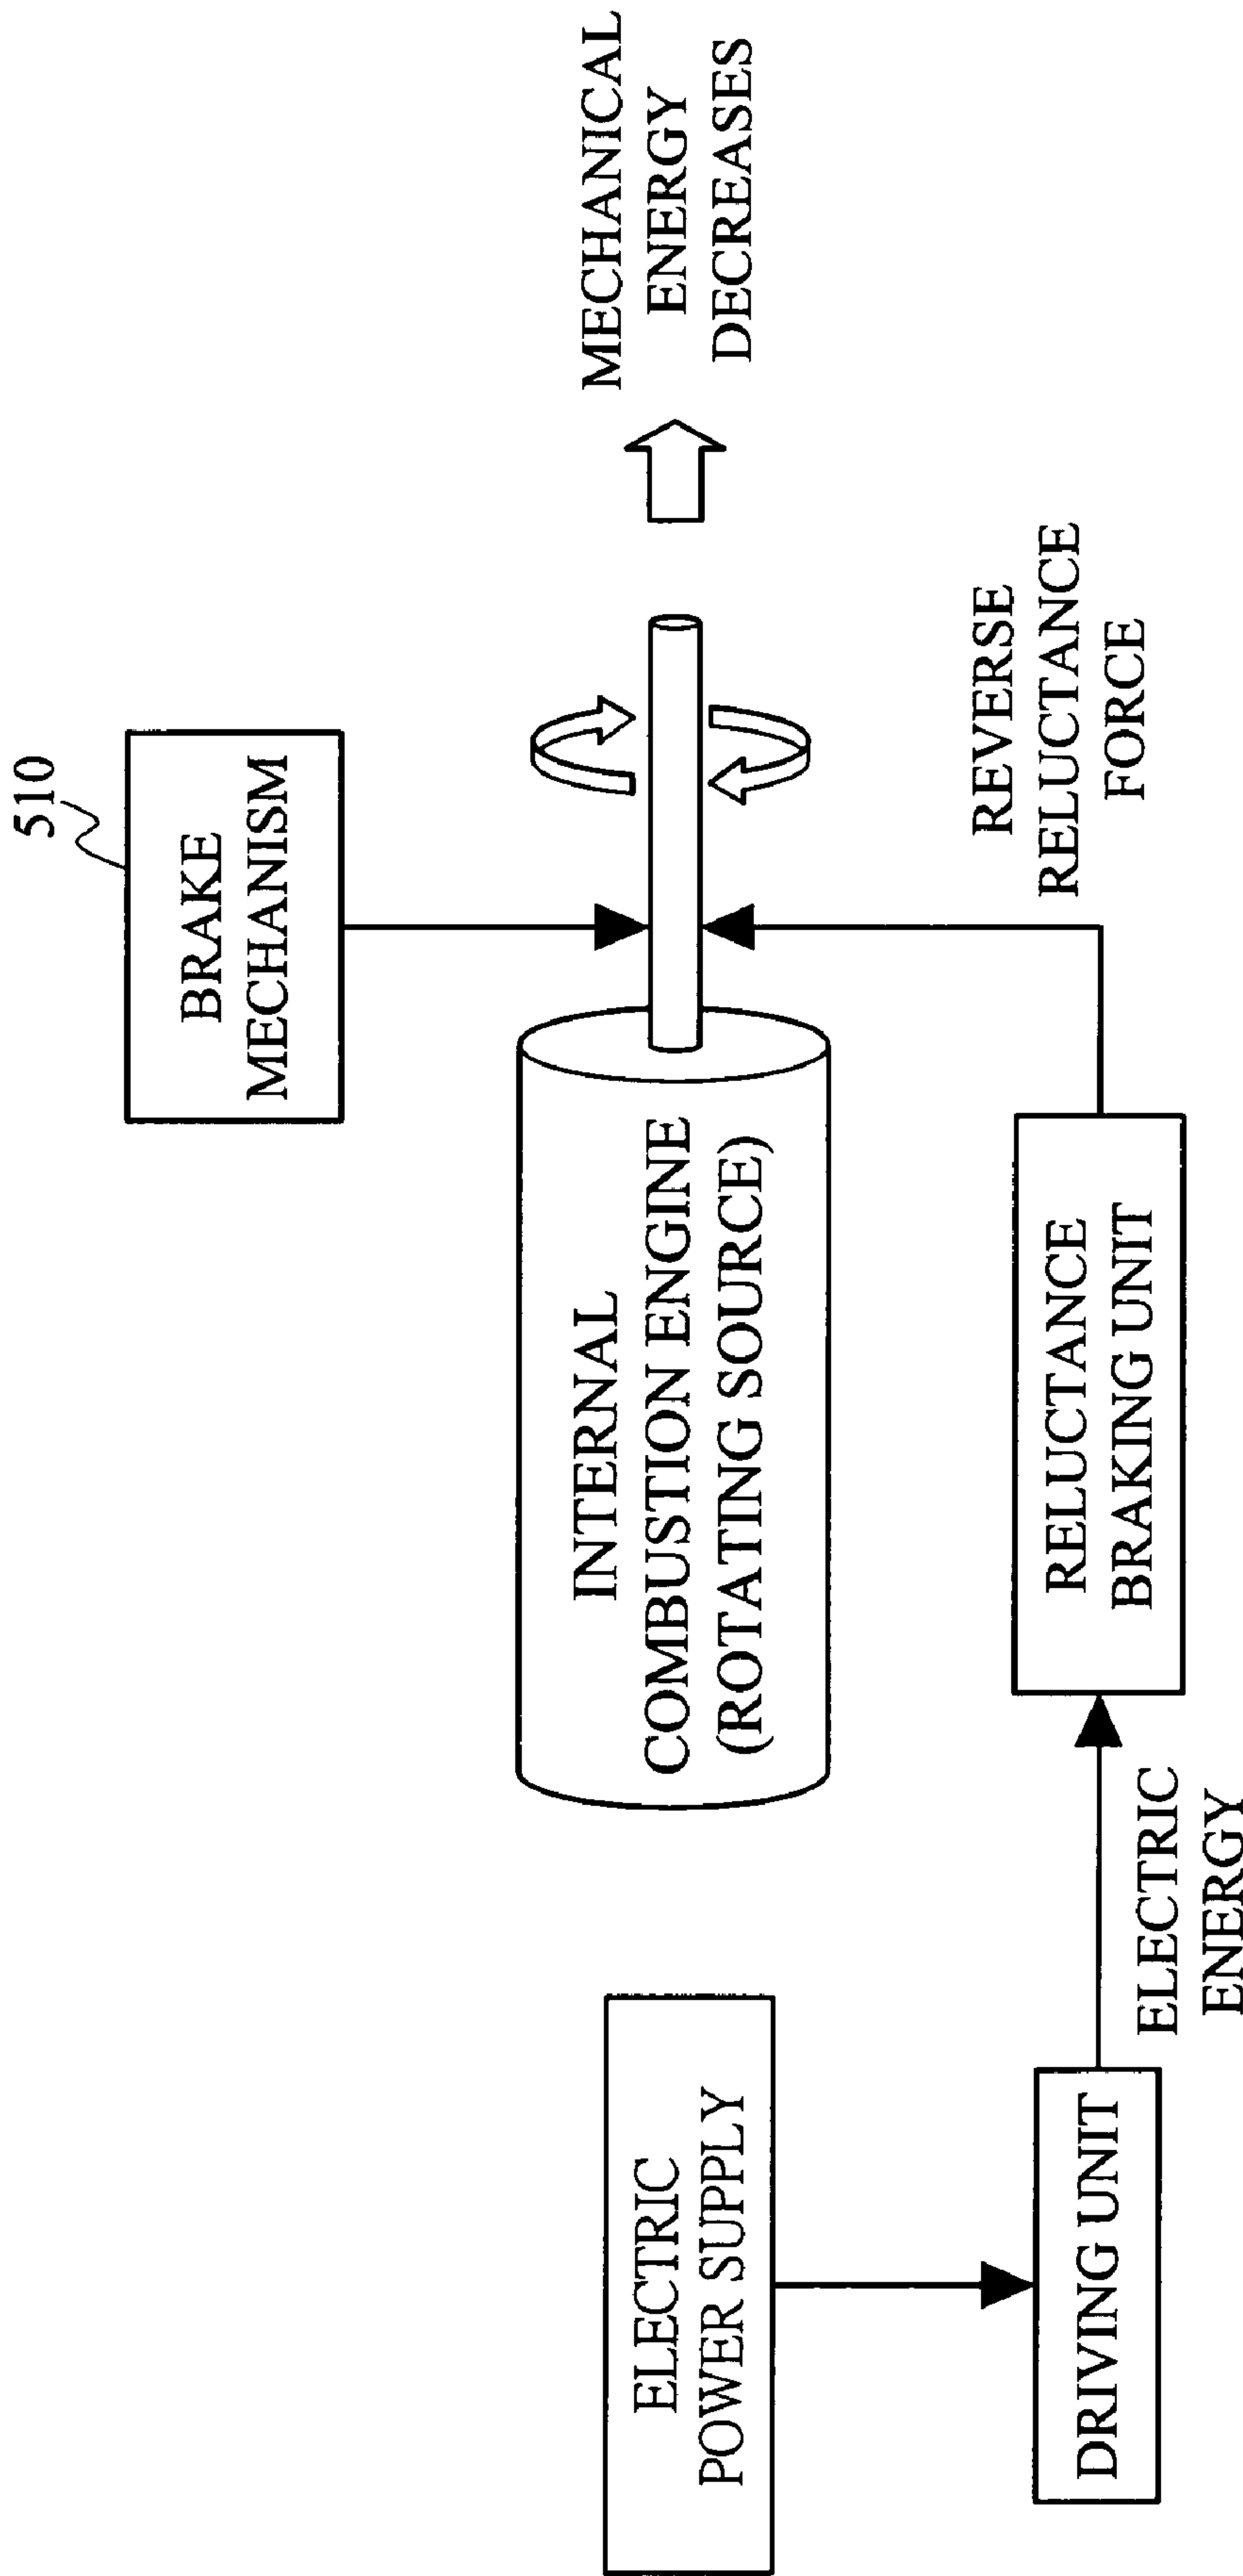 510
BRAKE
MECHANISM
MECHANICAL
ENERGY
DECREASES
INTERNAL
COMBUSTION ENGINE
(ROTATING SOURCE)
ELECTRIC
POWER SUPPLY
REVERSE
RELUCTANCE
FORCE
RELUCTANCE
BRAKING UNIT
DRIVING UNIT
ELECTRIC
ENERGY